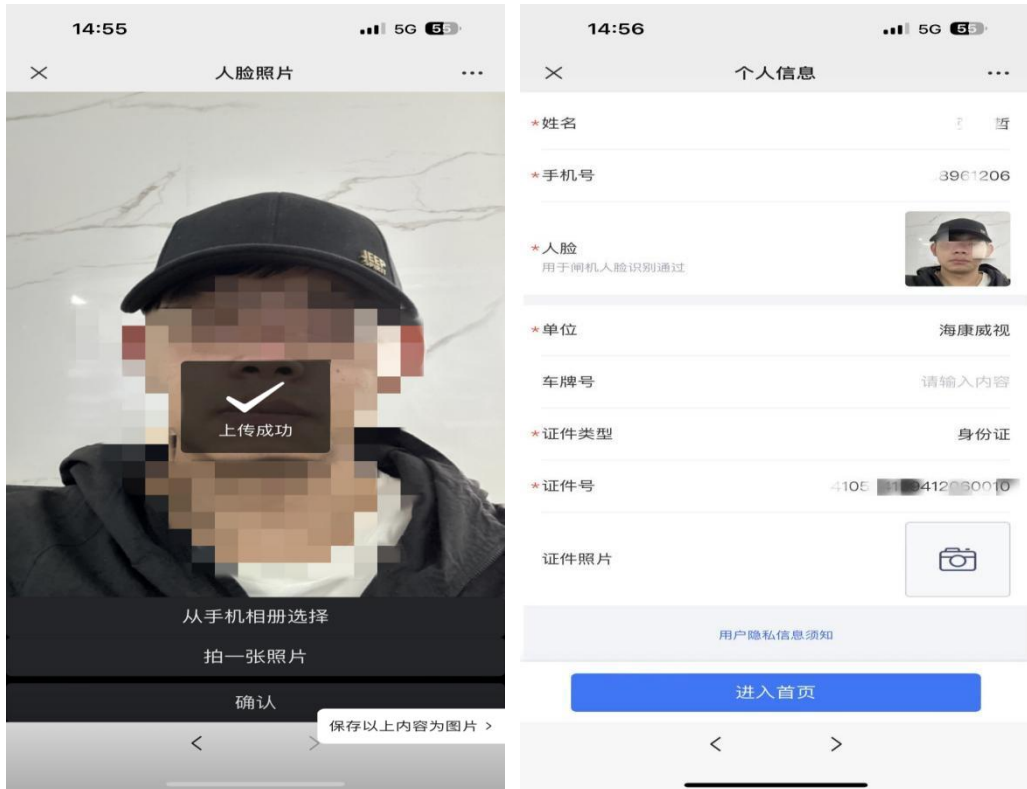 14:55
5G 55
人脸照片
JEEP
上传成功
从手机相册选择
拍一张照片
确认
保存以上内容为图片 >
14:56
5G 55
个人信息
*姓名 哲
*手机号
*人脸
用于闸机人脸识别通过
*单位 海康威视
车牌号 请输入内容
*证件类型 身份证
*证件号
证件照片
用户隐私信息须知
进入首页